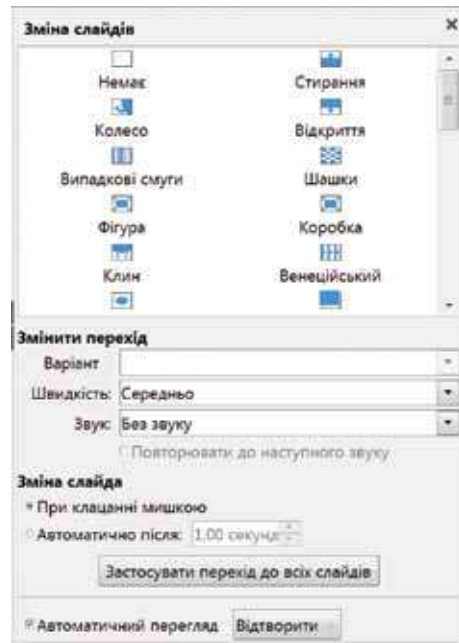 Зміна слайдів
Немає Стирання
Колесо Відкриття
Випадкові смуги Шашки
Фігура Коробка
Клин Венеційський
Змінити перехід
Варіант
Швидкість: Середньо
Звук: Без звуку
Повторювати до наступного звуку
Зміна слайда
При клацанні мишкою
Автоматично після: 1,00 секунд
Застосувати перехід до всіх слайдів
Автоматичний перегляд Відтворити